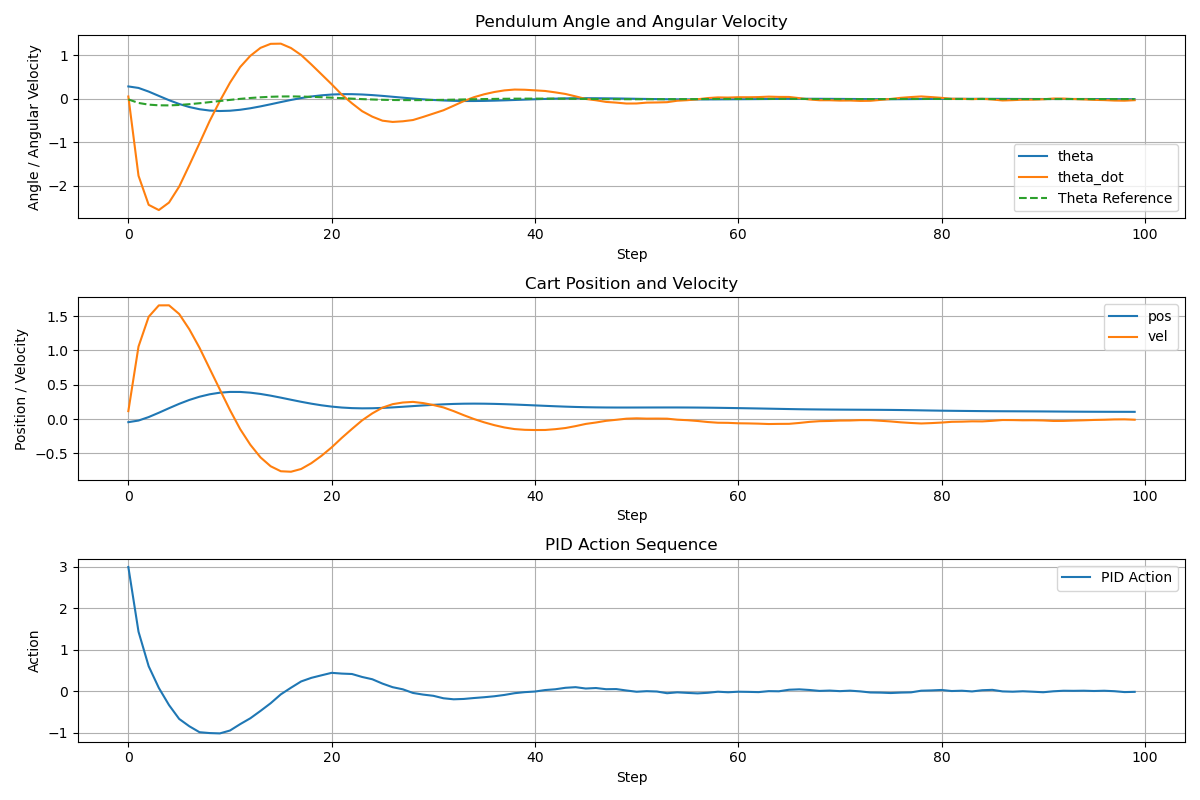 Pendulum Angle and Angular Velocity
Angle / Angular Velocity
1
0
−1
−2
theta
theta_dot
Theta Reference
0 20 40 60 80 100
Step
Cart Position and Velocity
Position / Velocity
1.5
1.0
0.5
0.0
−0.5
pos
vel
0 20 40 60 80 100
Step
PID Action Sequence
Action
3
2
1
0
−1
PID Action
0 20 40 60 80 100
Step